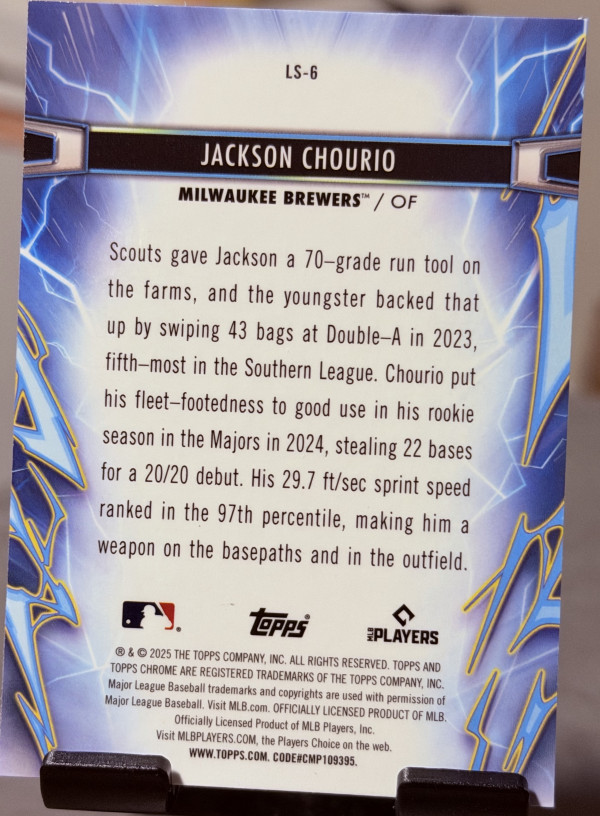 LS-6
JACKSON CHOURIO
MILWAUKEE BREWERS™ / OF
Scouts gave Jackson a 70–grade run tool on
the farms, and the youngster backed that
up by swiping 43 bags at Double–A in 2023,
fifth–most in the Southern League. Chourio put
his fleet–footedness to good use in his rookie
season in the Majors in 2024, stealing 22 bases
for a 20/20 debut. His 29.7 ft/sec sprint speed
ranked in the 97th percentile, making him a
weapon on the basepaths and in the outfield.
®
Topps®
MLB PLAYERS
® & © 2025 THE TOPPS COMPANY, INC. ALL RIGHTS RESERVED. TOPPS AND
TOPPS CHROME ARE REGISTERED TRADEMARKS OF THE TOPPS COMPANY, INC.
Major League Baseball trademarks and copyrights are used with permission of
Major League Baseball. Visit MLB.com. OFFICIALLY LICENSED PRODUCT OF MLB.
Officially Licensed Product of MLB Players, Inc.
Visit MLBPLAYERS.COM, the Players Choice on the web.
WWW.TOPPS.COM. CODE#CMP109395.